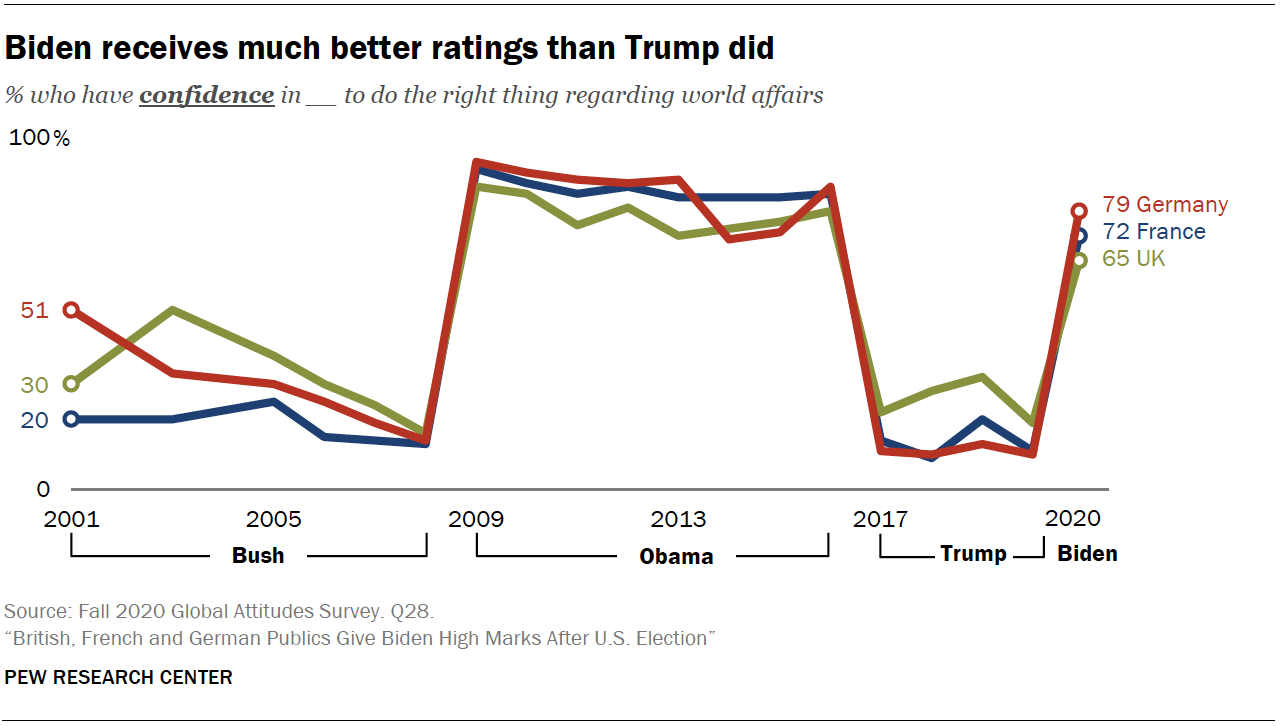 Biden receives much better ratings than Trump did
% who have confidence in __ to do the right thing regarding world affairs
100%
79 Germany
72 France
65 UK
51
30
20
0
2001 2005 2009 2013 2017 2020
Bush Obama Trump Biden
Source: Fall 2020 Global Attitudes Survey. Q28.
“British, French and German Publics Give Biden High Marks After U.S. Election”
PEW RESEARCH CENTER